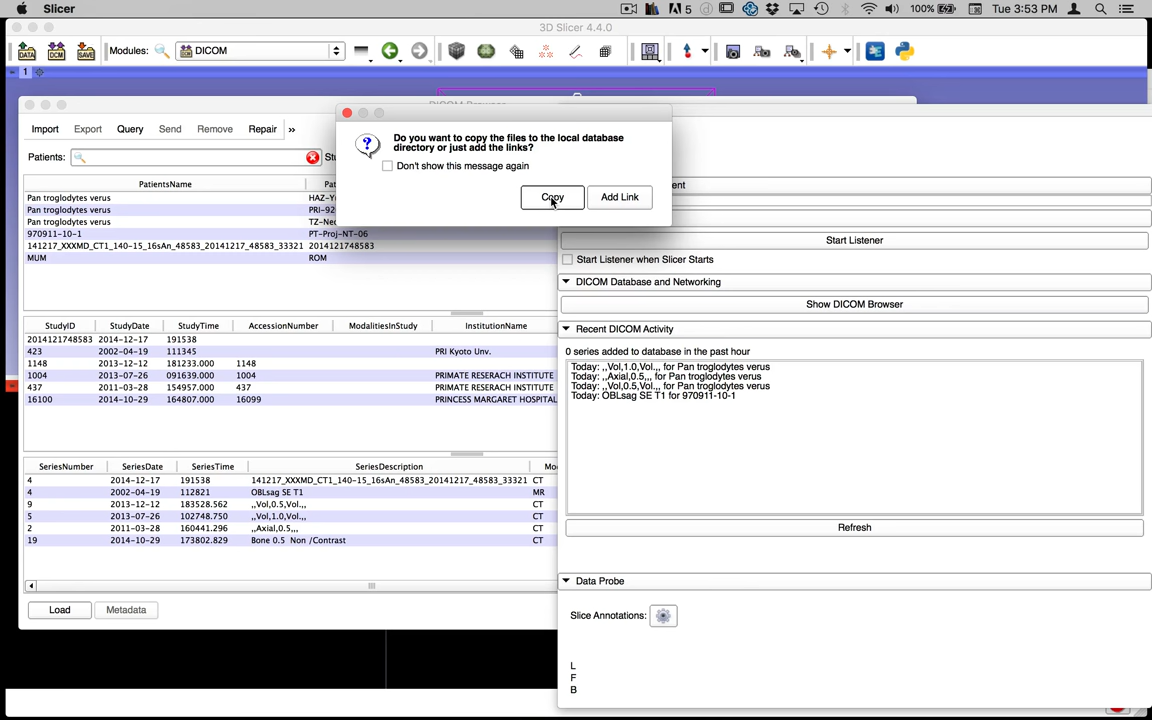 Slicer 5 100% Tue 3:53 PM
3D Slicer 4.4.0
DATA DCM SAVE Modules: DICOM
1
Import Export Query Send Remove Repair »
Do you want to copy the files to the local database
directory or just add the links?
Don't show this message again
Copy Add Link
Patients:
PatientsName
Pan troglodytes verus
Pan troglodytes verus PRI-92
Pan troglodytes verus
970911-10-1 PT-Proj-NT-06
141217_XXXMD_CT1_140-15_16sAn_48583_20141217_48583_33321 2014121748583
MUM ROM
StudyID StudyDate StudyTime AccessionNumber ModalitiesInStudy InstitutionName
2014121748583 2014-12-17 191538
423 2002-04-19 111345 PRI Kyoto Unv.
1148 2013-12-12 181233.000 1148
1004 2013-07-26 091639.000 1004 PRIMATE RESERACH INSTITUTE
437 2011-03-28 154957.000 437 PRIMATE RESERACH INSTITUTE
16100 2014-10-29 164807.000 16099 PRINCESS MARGARET HOSPITAL
SeriesNumber SeriesDate SeriesTime SeriesDescription Mo
4 2014-12-17 191538 141217_XXXMD_CT1_140-15_16sAn_48583_20141217_48583_33321 CT
4 2002-04-19 112821 OBLsag SE T1 MR
9 2013-12-12 183528.562 ,,Vol,0.5,Vol.,, CT
5 2013-07-26 102748.750 ,,Vol,1.0,Vol.,, CT
2 2011-03-28 160441.296 ,,Axial,0.5,,, CT
19 2014-10-29 173802.829 Bone 0.5 Non /Contrast CT
Load Metadata
ent
Start Listener
Start Listener when Slicer Starts
DICOM Database and Networking
Show DICOM Browser
Recent DICOM Activity
0 series added to database in the past hour
Today: ,,Vol,1.0,Vol.,, for Pan troglodytes verus
Today: ,,Axial,0.5,,, for Pan troglodytes verus
Today: ,,Vol,0.5,Vol.,, for Pan troglodytes verus
Today: OBLsag SE T1 for 970911-10-1
Refresh
Data Probe
Slice Annotations:
L
F
B